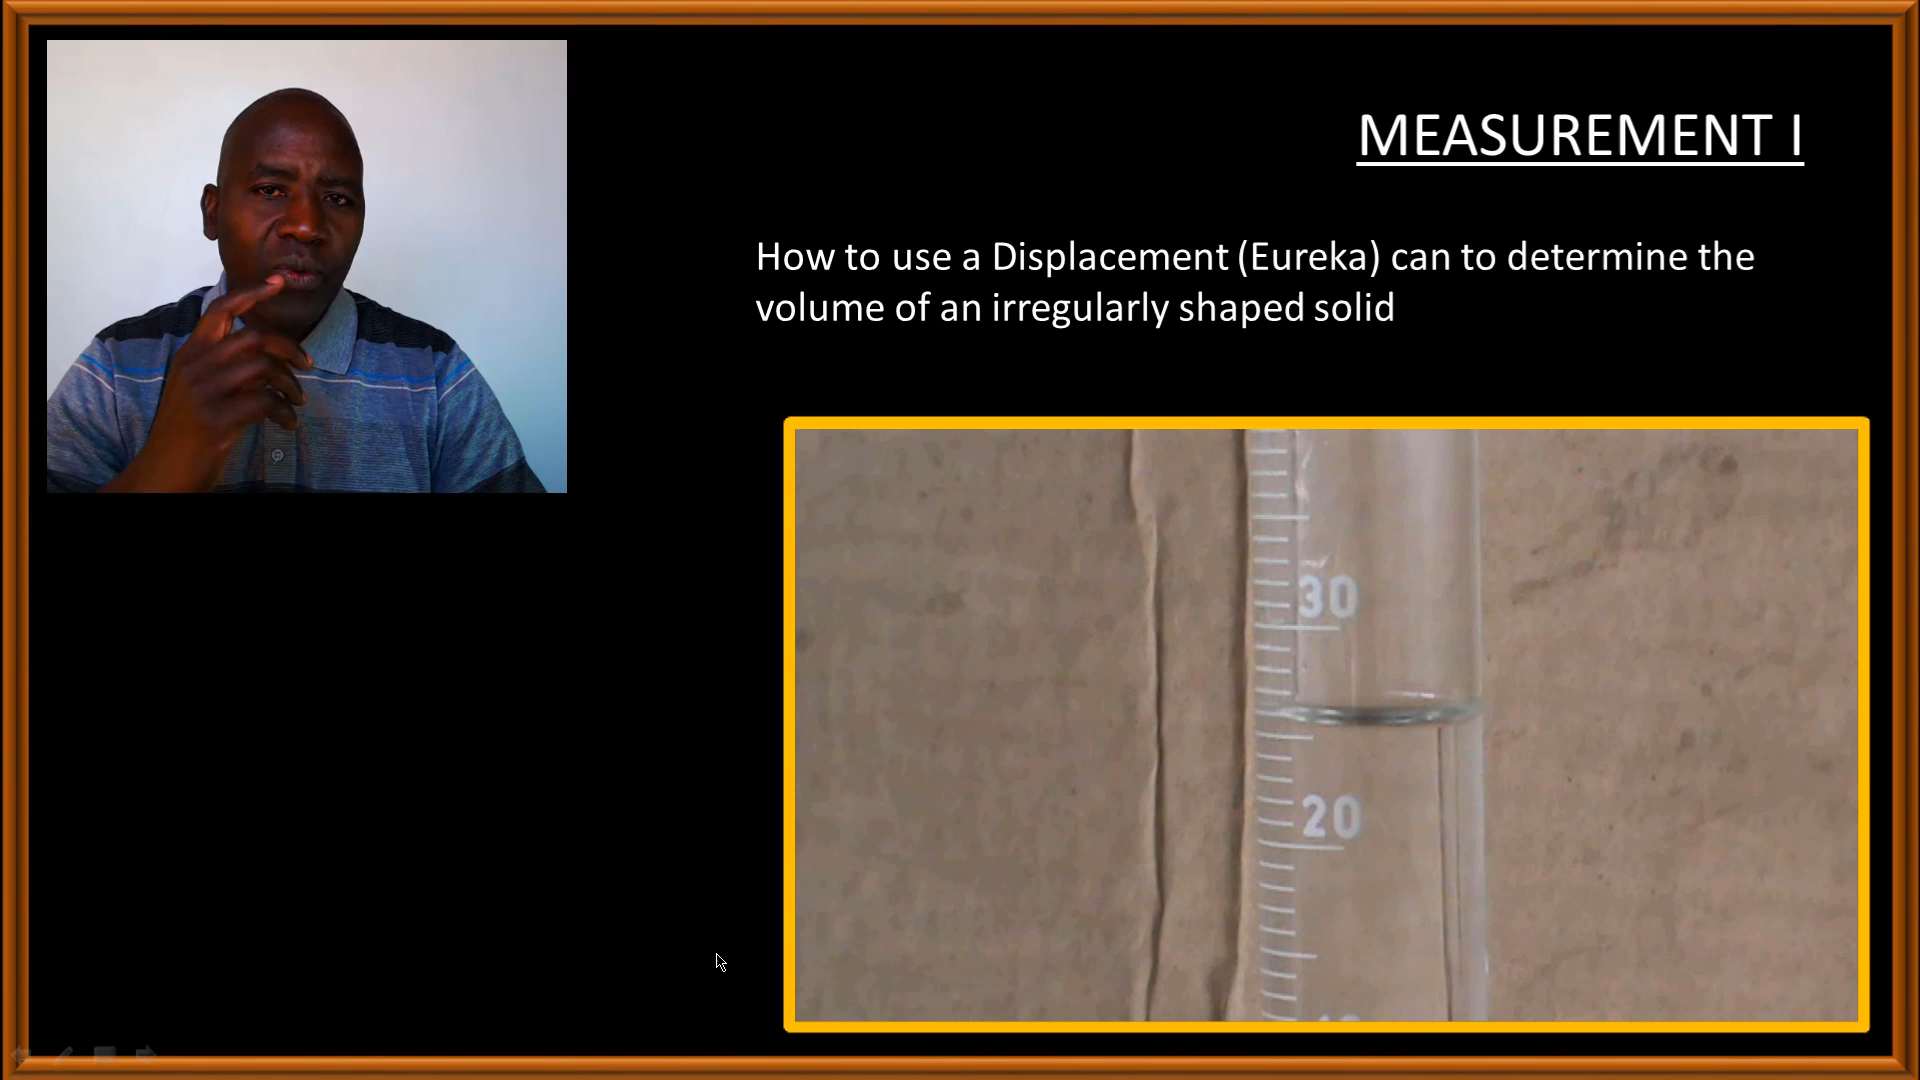 MEASUREMENT I
How to use a Displacement (Eureka) can to determine the
volume of an irregularly shaped solid
30
20